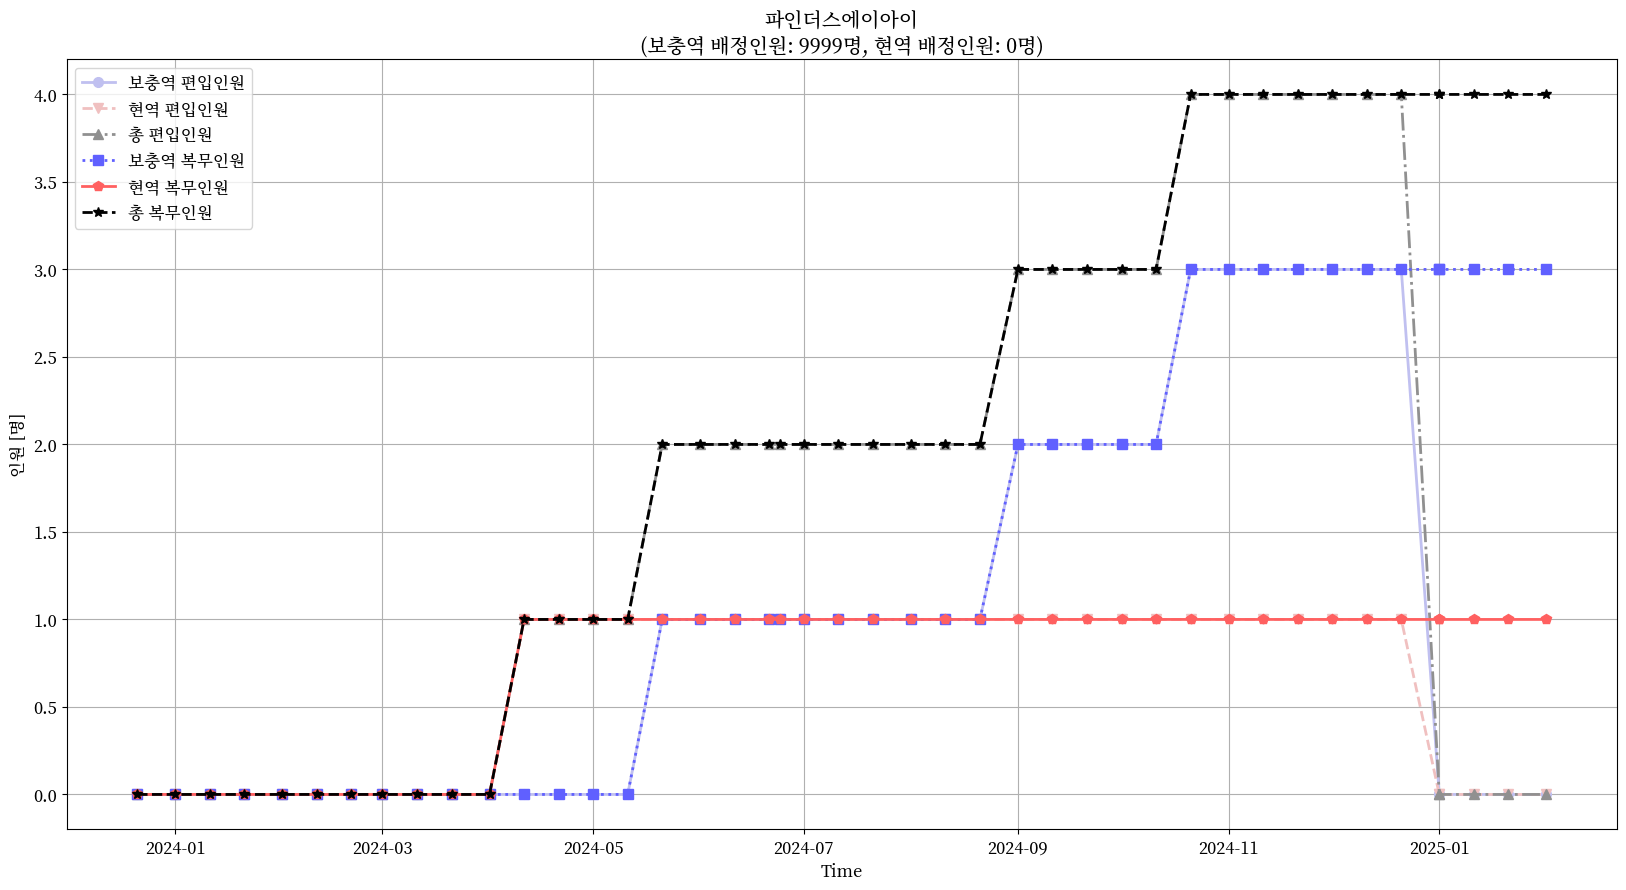 파인더스에이아이
(보충역 배정인원: 9999명, 현역 배정인원: 0명)
보충역 편입인원
현역 편입인원
총 편입인원
보충역 복무인원
현역 복무인원
총 복무인원
4.0
3.5
3.0
2.5
2.0
1.5
1.0
0.5
0.0
인원 [명]
2024-01
2024-03
2024-05
2024-07
2024-09
2024-11
2025-01
Time